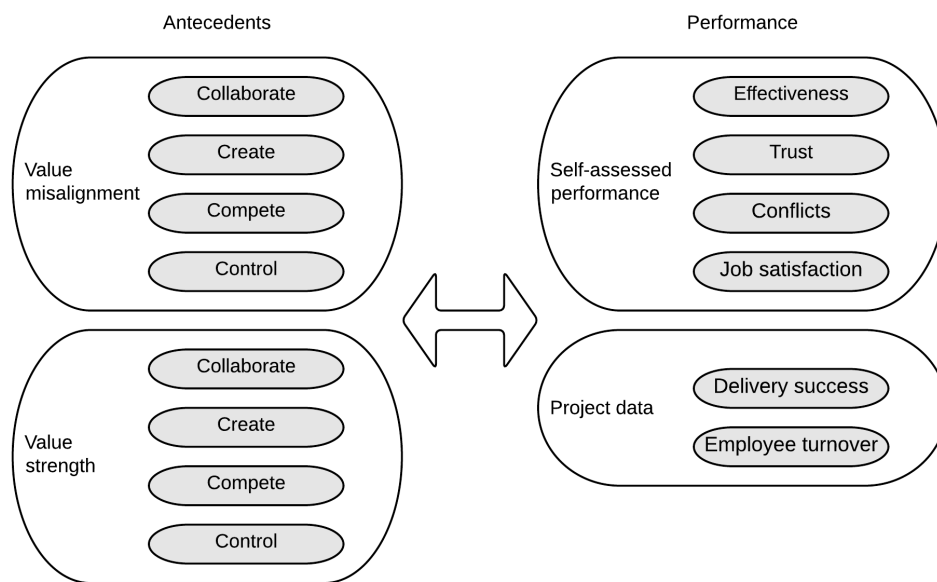 Antecedents
Performance
Value
misalignment
Collaborate
Create
Compete
Control
Self-assessed
performance
Effectiveness
Trust
Conflicts
Job satisfaction
Value
strength
Collaborate
Create
Compete
Control
Project data
Delivery success
Employee turnover